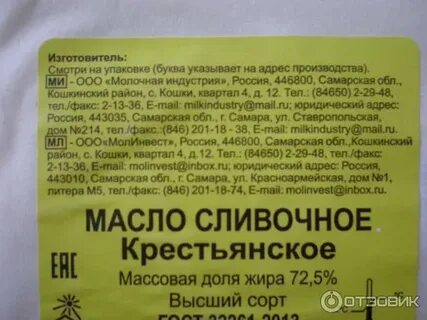 Изготовитель:
Смотри на упаковке (буква указывает на адрес производства).
МИ - ООО «Молочная индустрия», Россия, 446800, Самарская обл.,
Кошкинский район, с. Кошки, квартал 4, д. 12. Тел.: (84650) 2-29-48,
тел./факс: 2-13-36, E-mail: milkindustry@mail.ru; юридический адрес:
Россия, 443035, Самарская обл., г. Самара, ул. Ставропольская,
дом №214, тел./факс.:(846) 201-18 - 38, E-mail: milkindustry@mail.ru
МЛ - ООО«МолИнвест», Россия, 446800, Самарская обл.,Кошкинский
район, с. Кошки, квартал 4, д. 12. Тел.: (84650) 2-29-48, тел./факс:
2-13-36, E-mail: molinvest@inbox.ru; юридический адрес: Россия,
443010, Самарская обл., г. Самара, ул. Красноармейская, дом №1,
литера М5, тел./факс: (846) 201-18-74, E-mail: molinvest@inbox.ru.
МАСЛО СЛИВОЧНОЕ
Крестьянское
ЕАС
Массовая доля жира 72,5%
Высший сорт
°C
ГОСТ 32261-2013
°C
ОТЗОВИК